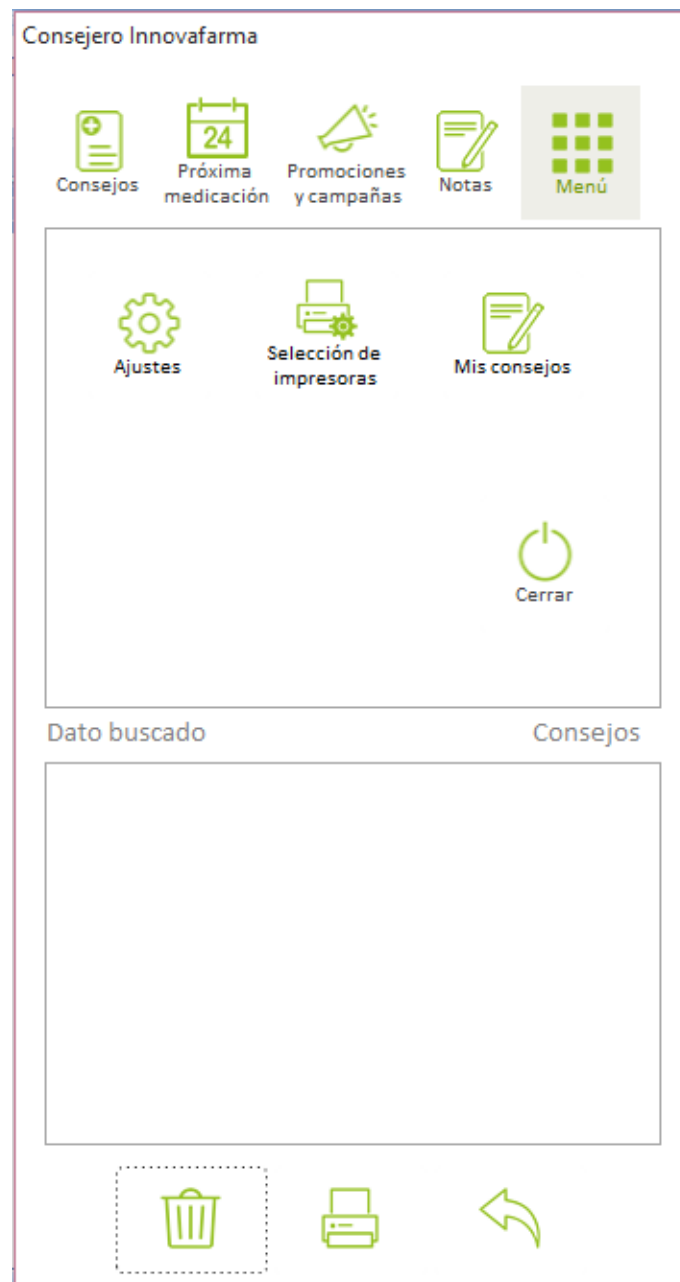 Consejero Innovafarma
24
Consejos
Próxima
medicación
Promociones
y campañas
Notas
Menú
Ajustes
Selección de
impresoras
Mis consejos
Cerrar
Dato buscado
Consejos